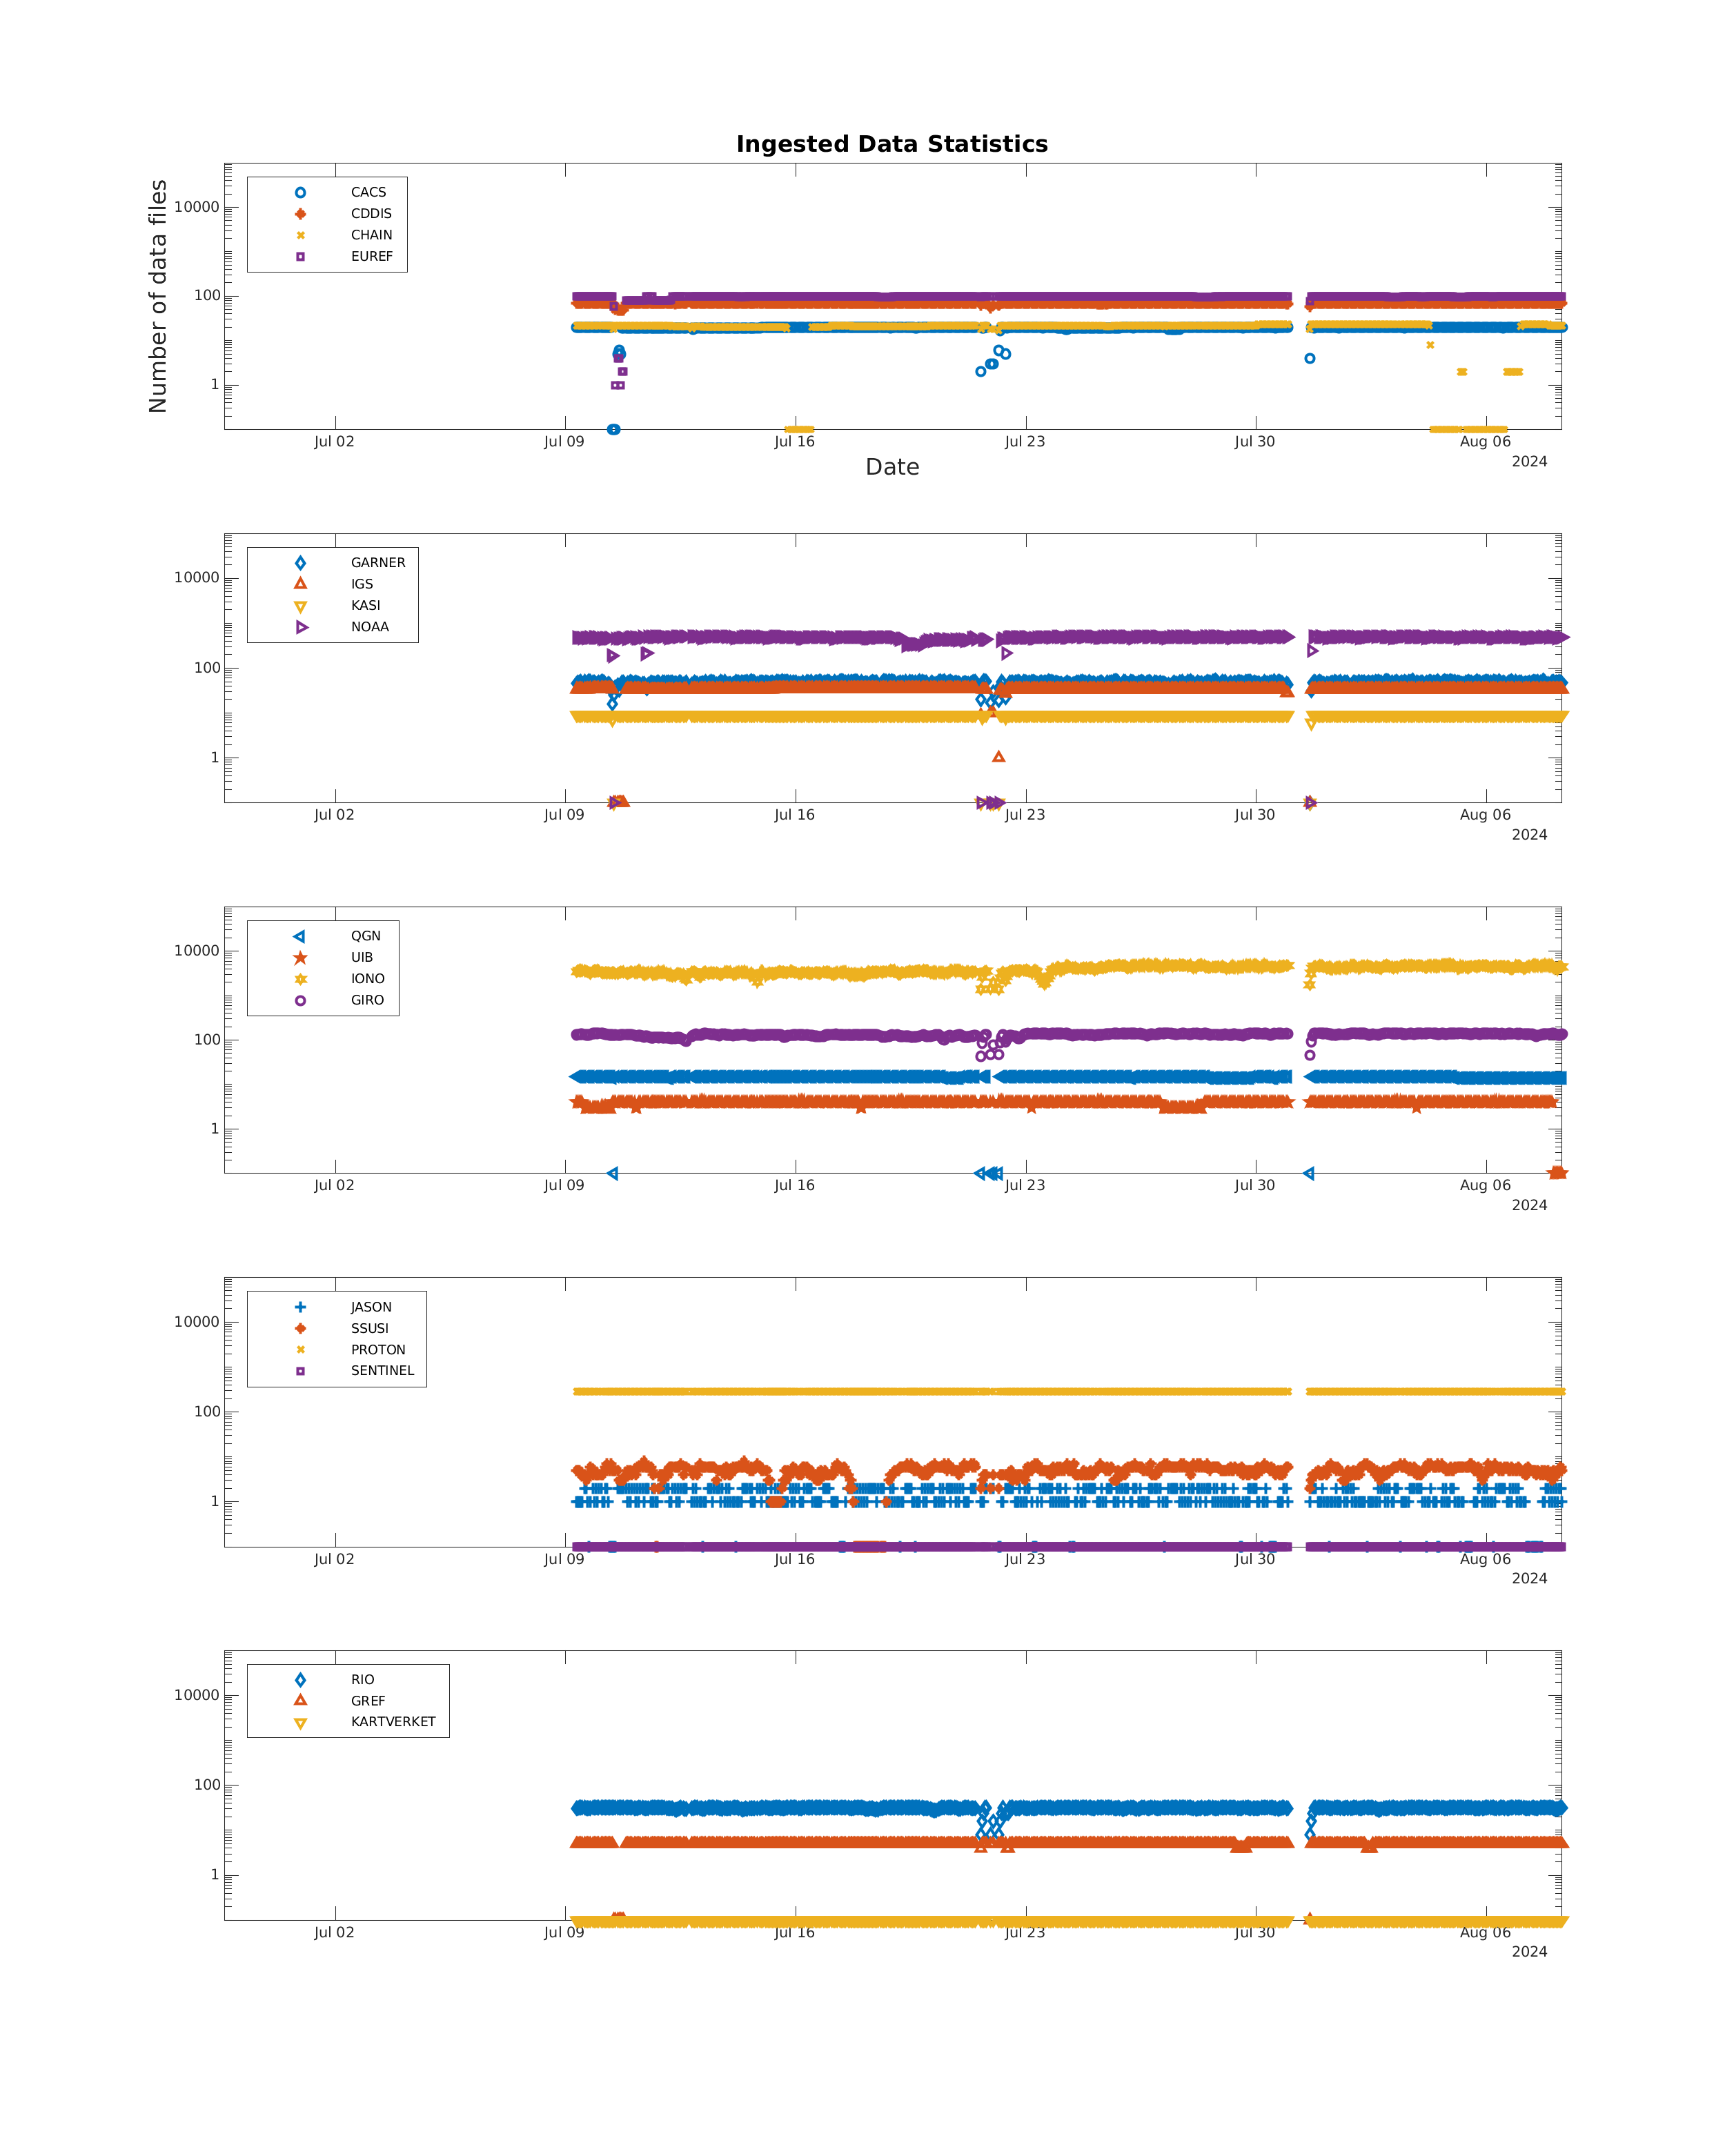 Ingested Data Statistics
Number of data files
CACS
CDDIS
CHAIN
EUREF
10000
100
1
Jul 02 Jul 09 Jul 16 Jul 23 Jul 30 Aug 06
2024
Date
GARNER
IGS
KASI
NOAA
10000
100
1
Jul 02 Jul 09 Jul 16 Jul 23 Jul 30 Aug 06
2024
QGN
UIB
IONO
GIRO
10000
100
1
Jul 02 Jul 09 Jul 16 Jul 23 Jul 30 Aug 06
2024
JASON
SSUSI
PROTON
SENTINEL
10000
100
1
Jul 02 Jul 09 Jul 16 Jul 23 Jul 30 Aug 06
2024
RIO
GREF
KARTVERKET
10000
100
1
Jul 02 Jul 09 Jul 16 Jul 23 Jul 30 Aug 06
2024